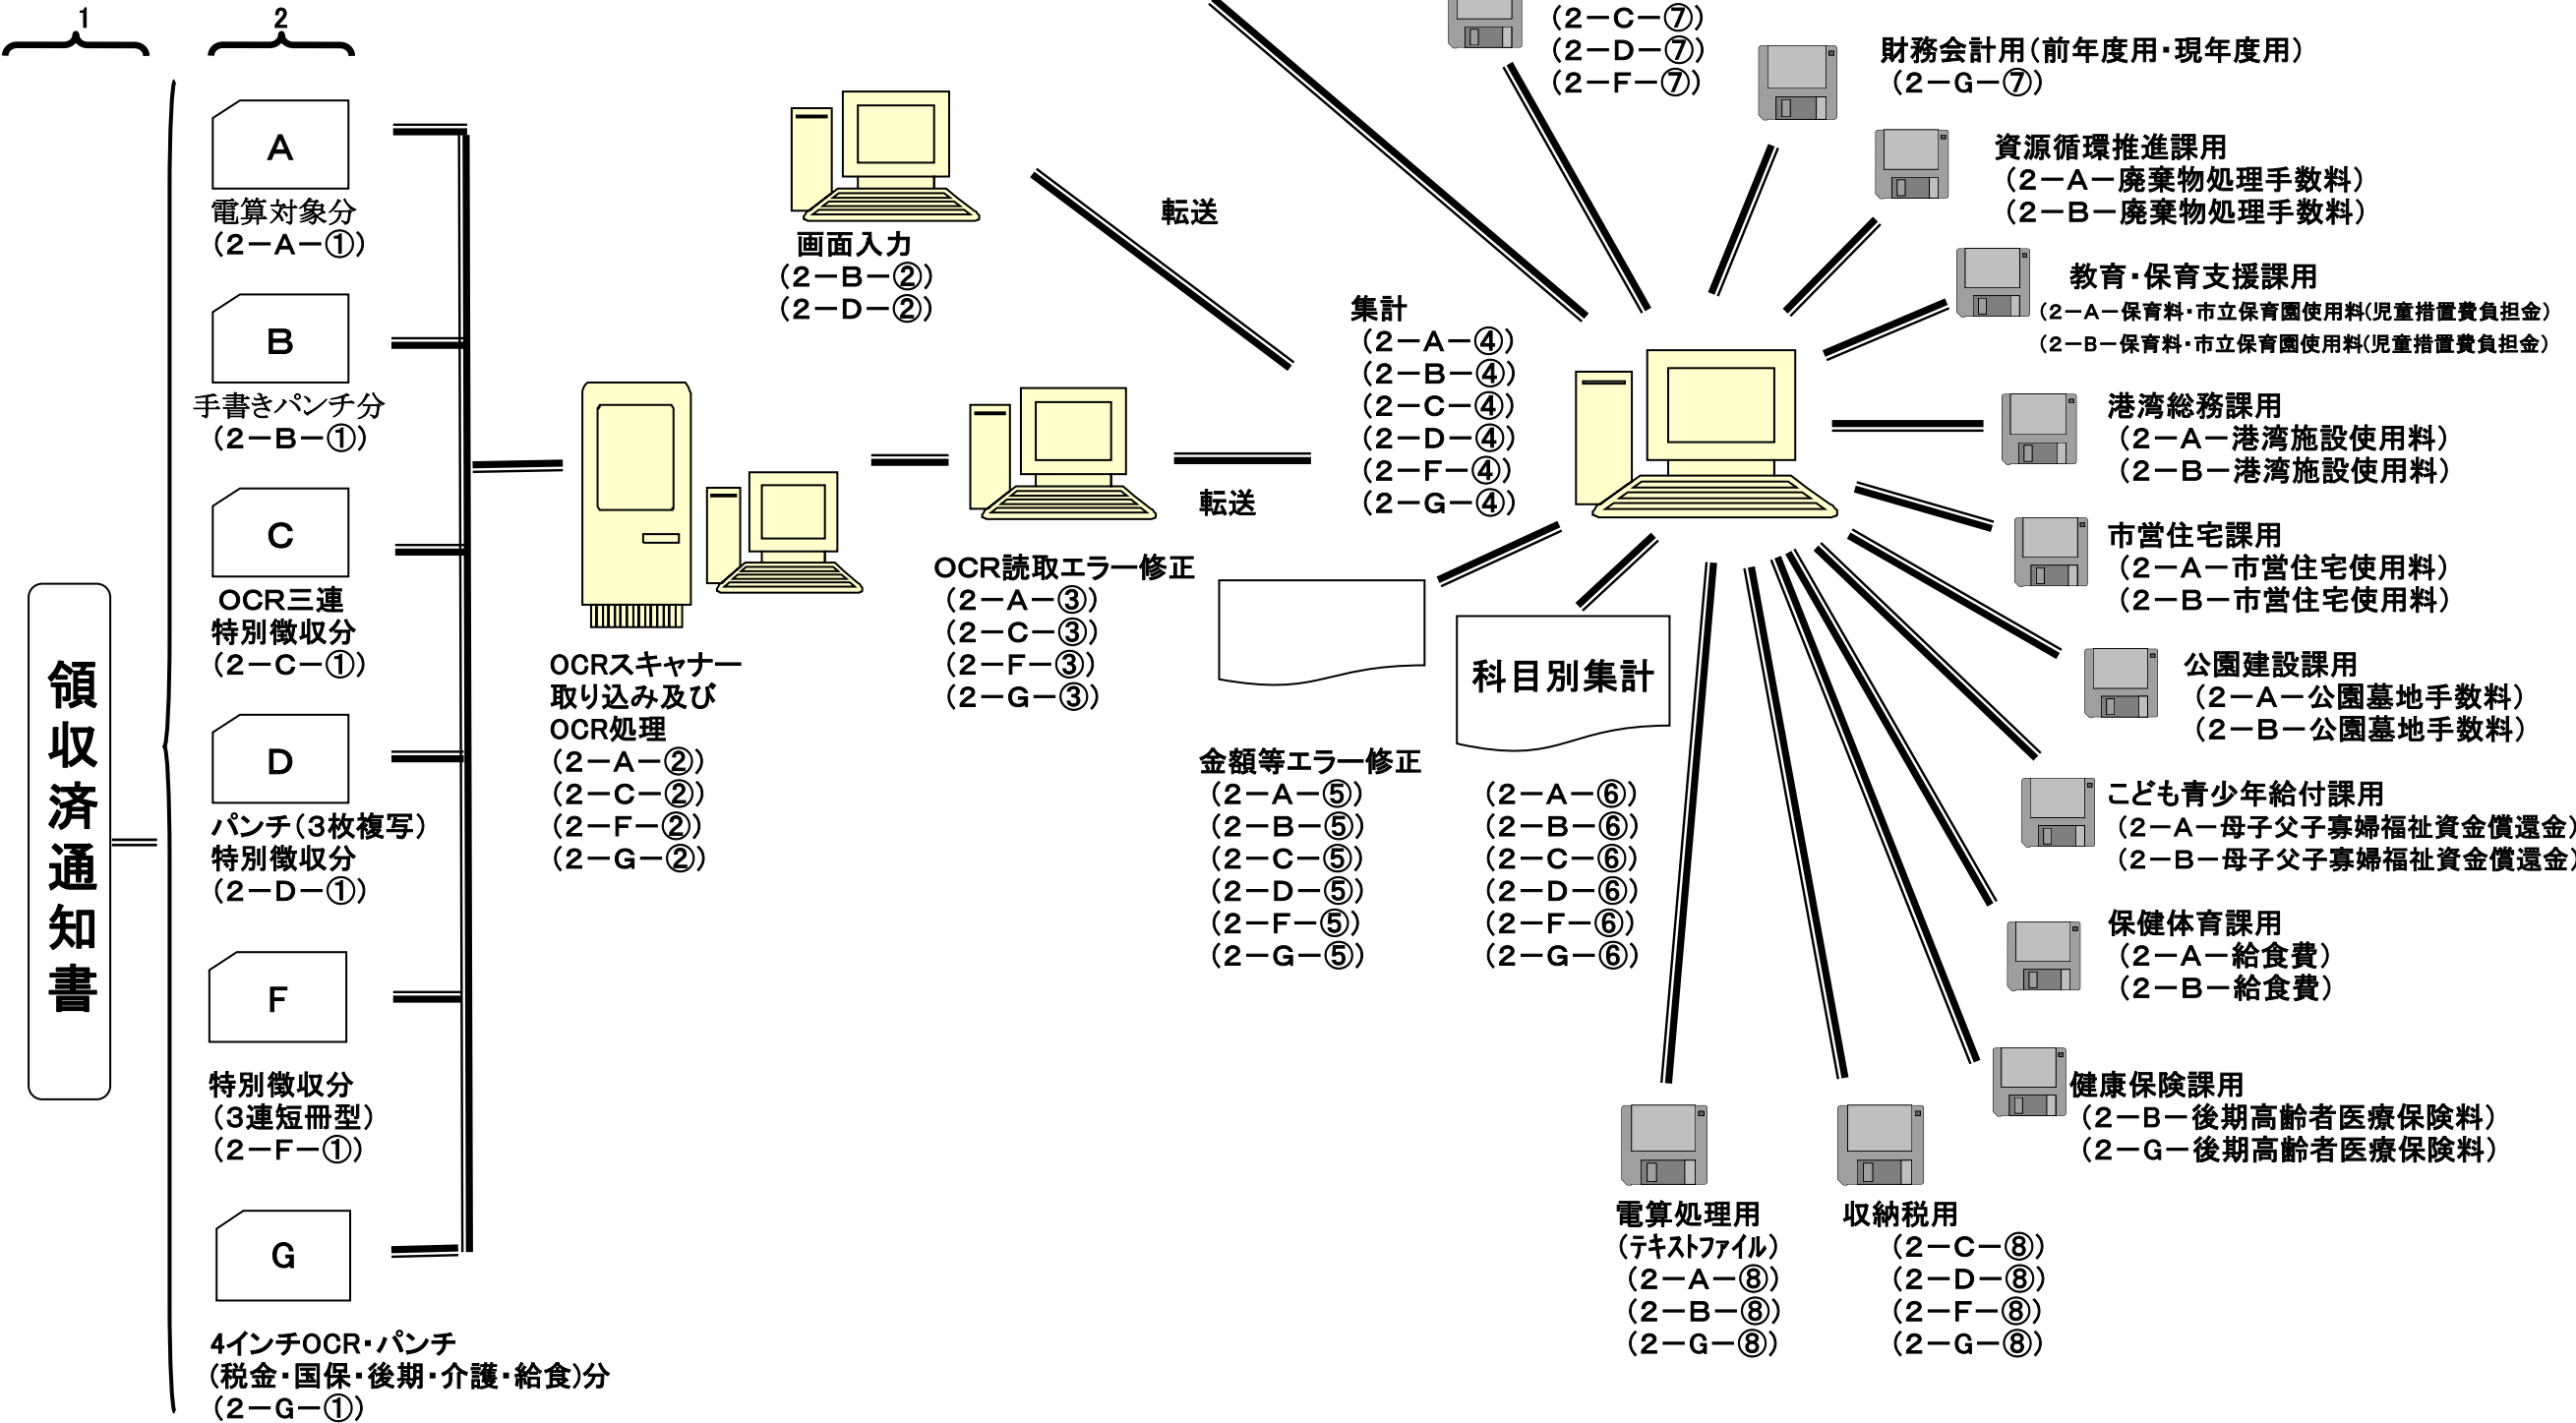 1
2
領収済通知書
A
電算対象分
(2－A－①)
B
手書きパンチ分
(2－B－①)
C
OCR三連
特別徴収分
(2－C－①)
D
パンチ(3枚複写)
特別徴収分
(2－D－①)
F
特別徴収分
(3連短冊型)
(2－F－①)
G
4インチOCR・パンチ
(税金・国保・後期・介護・給食)分
(2－G－①)
画面入力
(2－B－②)
(2－D－②)
転送
OCRスキャナー
取り込み及び
OCR処理
(2－A－②)
(2－C－②)
(2－F－②)
(2－G－②)
OCR読取エラー修正
(2－A－③)
(2－C－③)
(2－F－③)
(2－G－③)
転送
集計
(2－A－④)
(2－B－④)
(2－C－④)
(2－D－④)
(2－F－④)
(2－G－④)
金額等エラー修正
(2－A－⑤)
(2－B－⑤)
(2－C－⑤)
(2－D－⑤)
(2－F－⑤)
(2－G－⑤)
科目別集計
(2－A－⑥)
(2－B－⑥)
(2－C－⑥)
(2－D－⑥)
(2－F－⑥)
(2－G－⑥)
(2－C－⑦)
(2－D－⑦)
(2－F－⑦)
財務会計用(前年度用・現年度用)
(2－G－⑦)
資源循環推進課用
(2－A－廃棄物処理手数料)
(2－B－廃棄物処理手数料)
教育・保育支援課用
(2－A－保育料・市立保育園使用料(児童措置費負担金)
(2－B－保育料・市立保育園使用料(児童措置費負担金)
港湾総務課用
(2－A－港湾施設使用料)
(2－B－港湾施設使用料)
市営住宅課用
(2－A－市営住宅使用料)
(2－B－市営住宅使用料)
公園建設課用
(2－A－公園墓地手数料)
(2－B－公園墓地手数料)
こども青少年給付課用
(2－A－母子父子寡婦福祉資金償還金)
(2－B－母子父子寡婦福祉資金償還金)
保健体育課用
(2－A－給食費)
(2－B－給食費)
健康保険課用
(2－B－後期高齢者医療保険料)
(2－G－後期高齢者医療保険料)
電算処理用
(テキストファイル)
(2－A－⑧)
(2－B－⑧)
(2－G－⑧)
収納税用
(2－C－⑧)
(2－D－⑧)
(2－F－⑧)
(2－G－⑧)